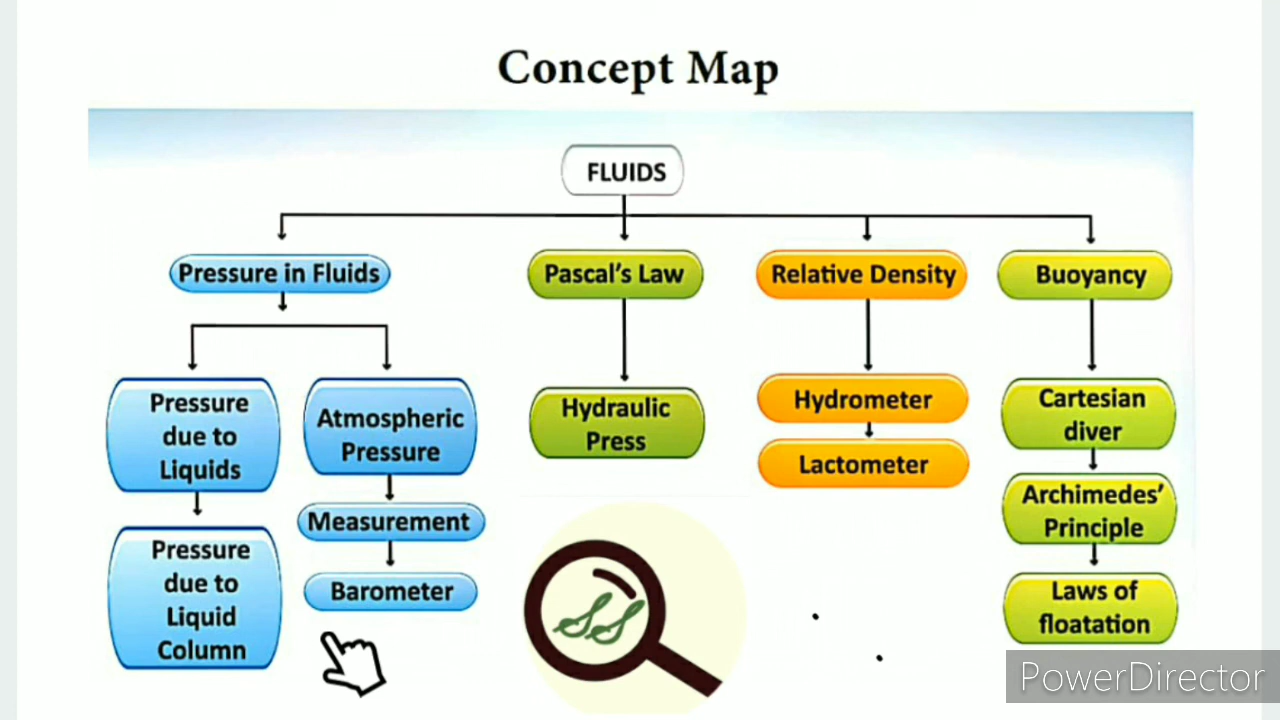 Concept Map
FLUIDS
Pressure in Fluids
Pascal's Law
Relative Density
Buoyancy
Pressure
due to
Liquids
Atmospheric
Pressure
Hydraulic
Press
Hydrometer
Cartesian
diver
Lactometer
Archimedes'
Principle
Measurement
Pressure
due to
Liquid
Column
Barometer
Laws of
floatation
PowerDirector